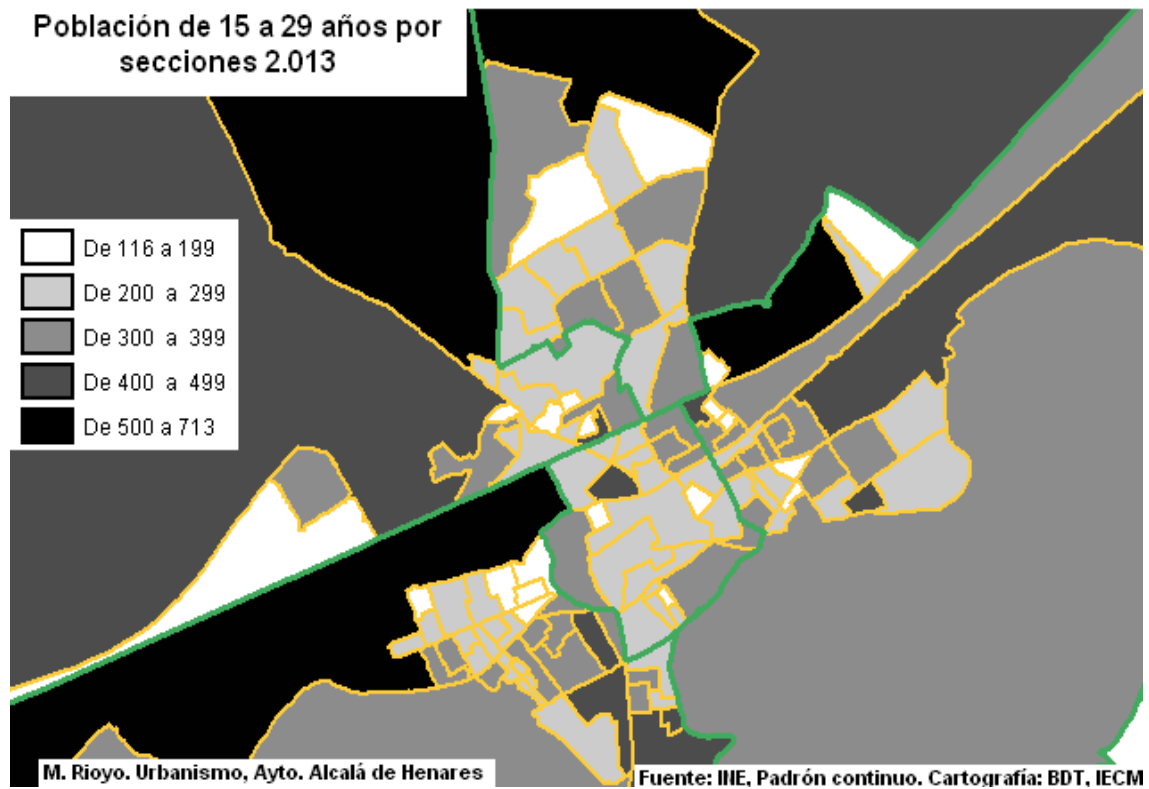 Población de 15 a 29 años por
secciones 2.013
De 116 a 199
De 200 a 299
De 300 a 399
De 400 a 499
De 500 a 713
M. Rioyo. Urbanismo, Ayto. Alcalá de Henares
Fuente: INE, Padrón continuo. Cartografía: BDT, IECM